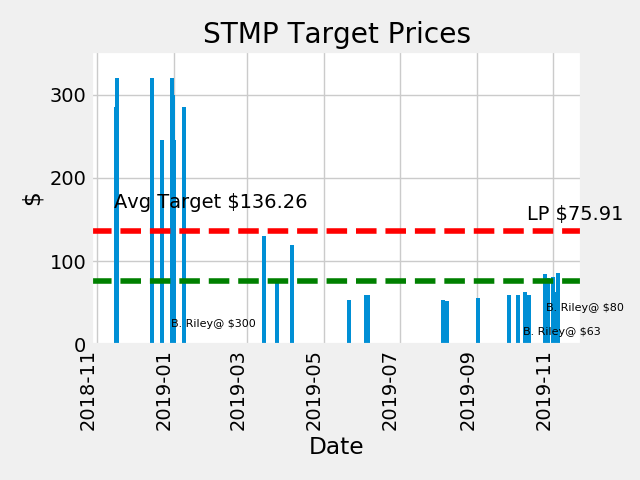 STMP Target Prices
300
200
100
0
$
Avg Target $136.26
LP $75.91
B. Riley@ $80
B. Riley@ $300
B. Riley@ $63
2018-11
2019-01
2019-03
2019-05
2019-07
2019-09
2019-11
Date